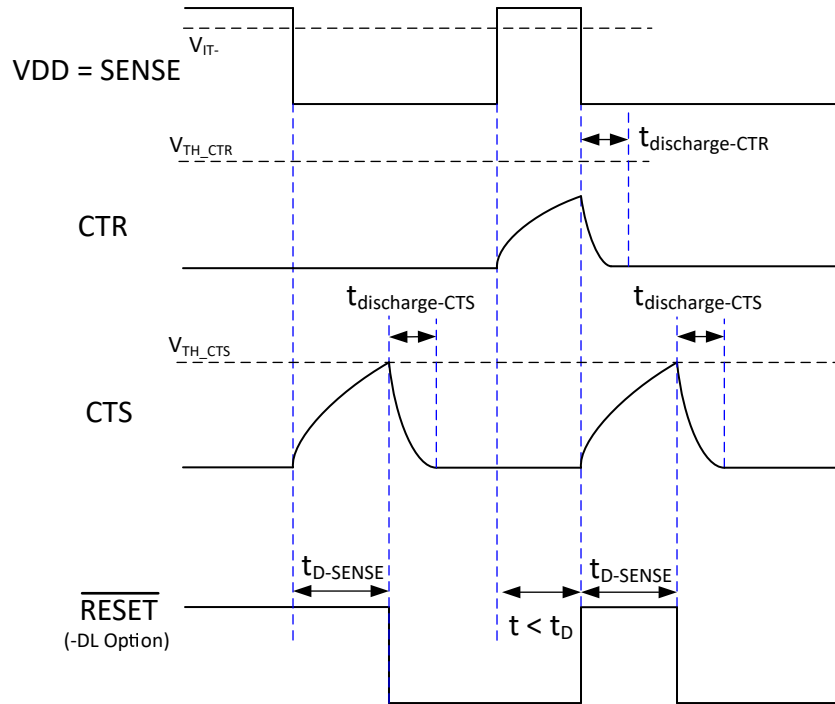 V_IT-
VDD = SENSE
t_discharge-CTR
V_TH_CTR
CTR
t_discharge-CTS
t_discharge-CTS
V_TH_CTS
CTS
t_D-SENSE
t_D-SENSE
RESET
(-DL Option)
t < t_D